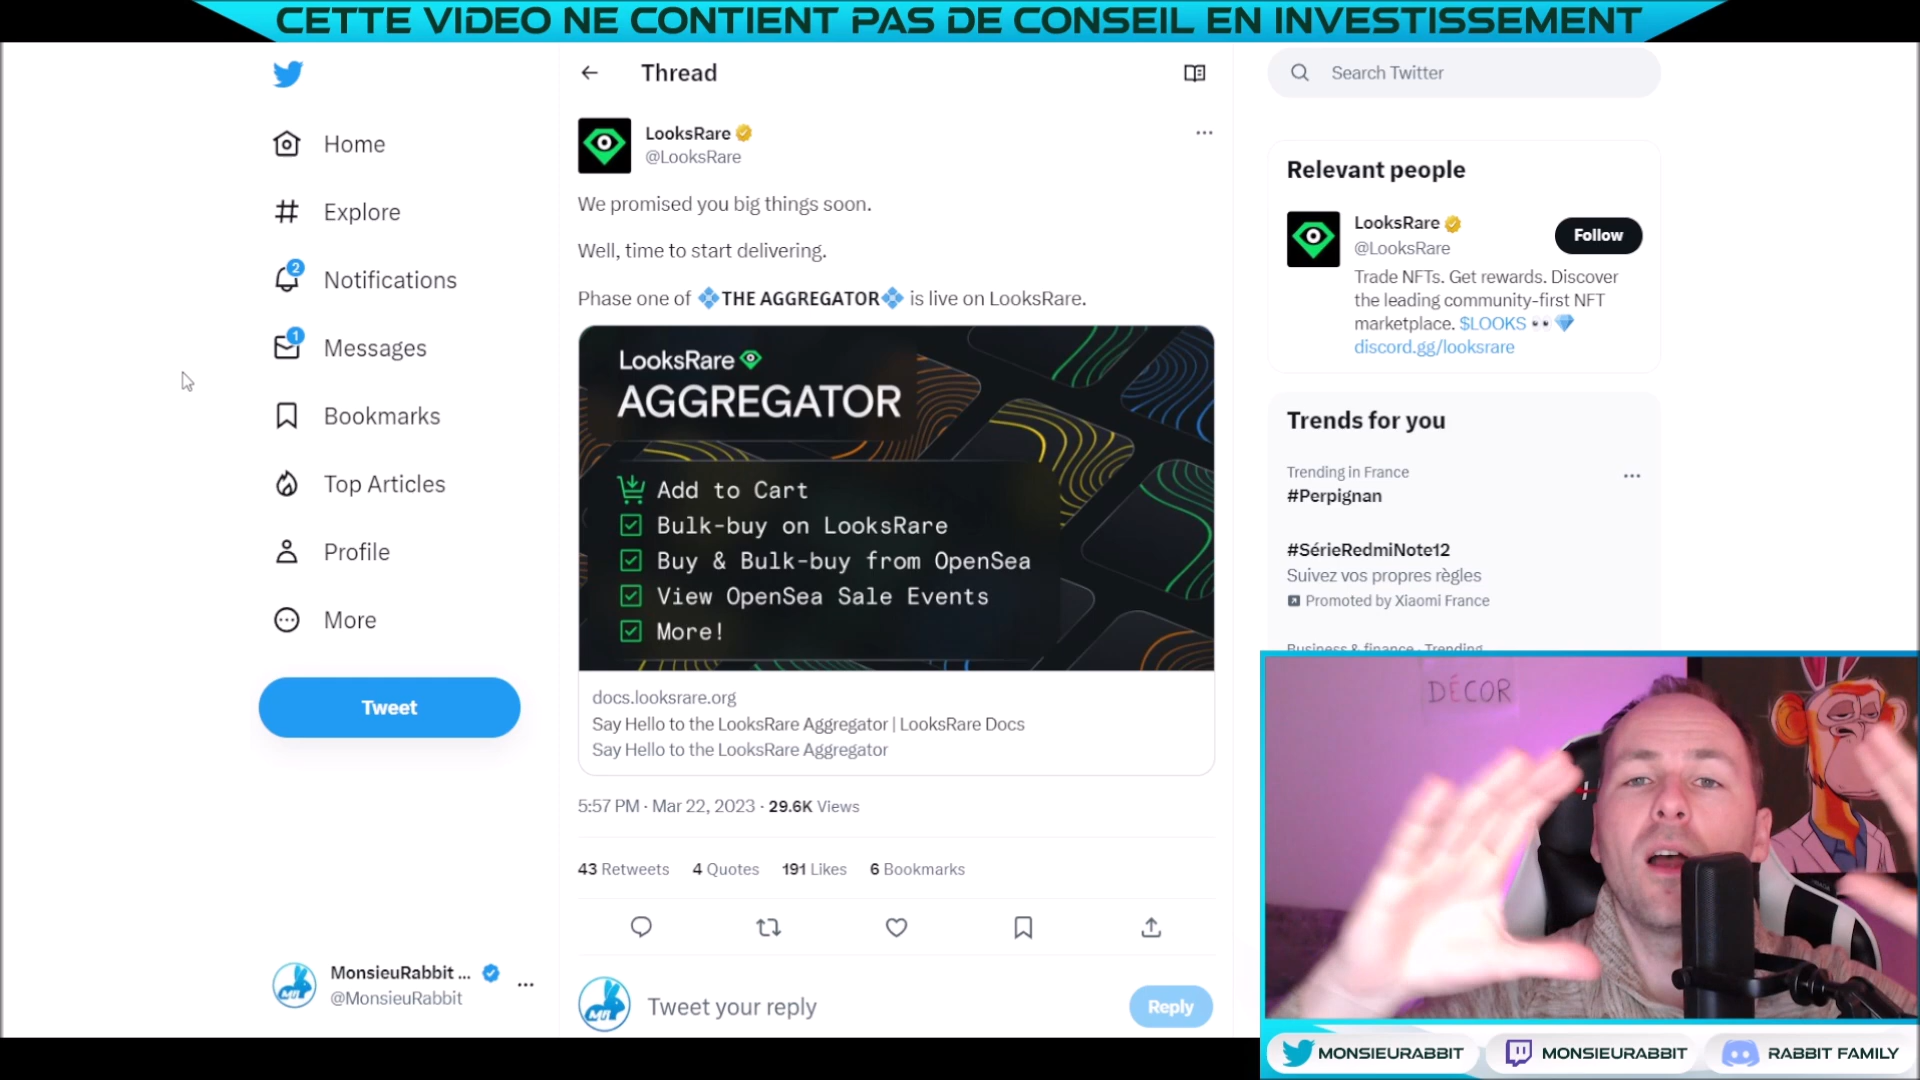 CETTE VIDEO NE CONTIENT PAS DE CONSEIL EN INVESTISSEMENT
Home
Explore
2
Notifications
1
Messages
Bookmarks
Top Articles
Profile
More
Tweet
MonsieuRabbit ...
@MonsieuRabbit
Thread
LooksRare
@LooksRare
We promised you big things soon.
Well, time to start delivering.
Phase one of 💠THE AGGREGATOR💠 is live on LooksRare.
LooksRare
AGGREGATOR
Add to Cart
Bulk-buy on LooksRare
Buy & Bulk-buy from OpenSea
View OpenSea Sale Events
More!
docs.looksrare.org
Say Hello to the LooksRare Aggregator | LooksRare Docs
Say Hello to the LooksRare Aggregator
5:57 PM · Mar 22, 2023 · 29.6K Views
43 Retweets 4 Quotes 191 Likes 6 Bookmarks
Tweet your reply
Reply
Search Twitter
Relevant people
LooksRare
@LooksRare
Follow
Trade NFTs. Get rewards. Discover
the leading community-first NFT
marketplace. $LOOKS 👀💎
discord.gg/looksrare
Trends for you
Trending in France
#Perpignan
#SérieRedmiNote12
Suivez vos propres règles
Promoted by Xiaomi France
Business & finance · Trending
DÉCOR
MONSIEURABBIT
MONSIEURABBIT
RABBIT FAMILY